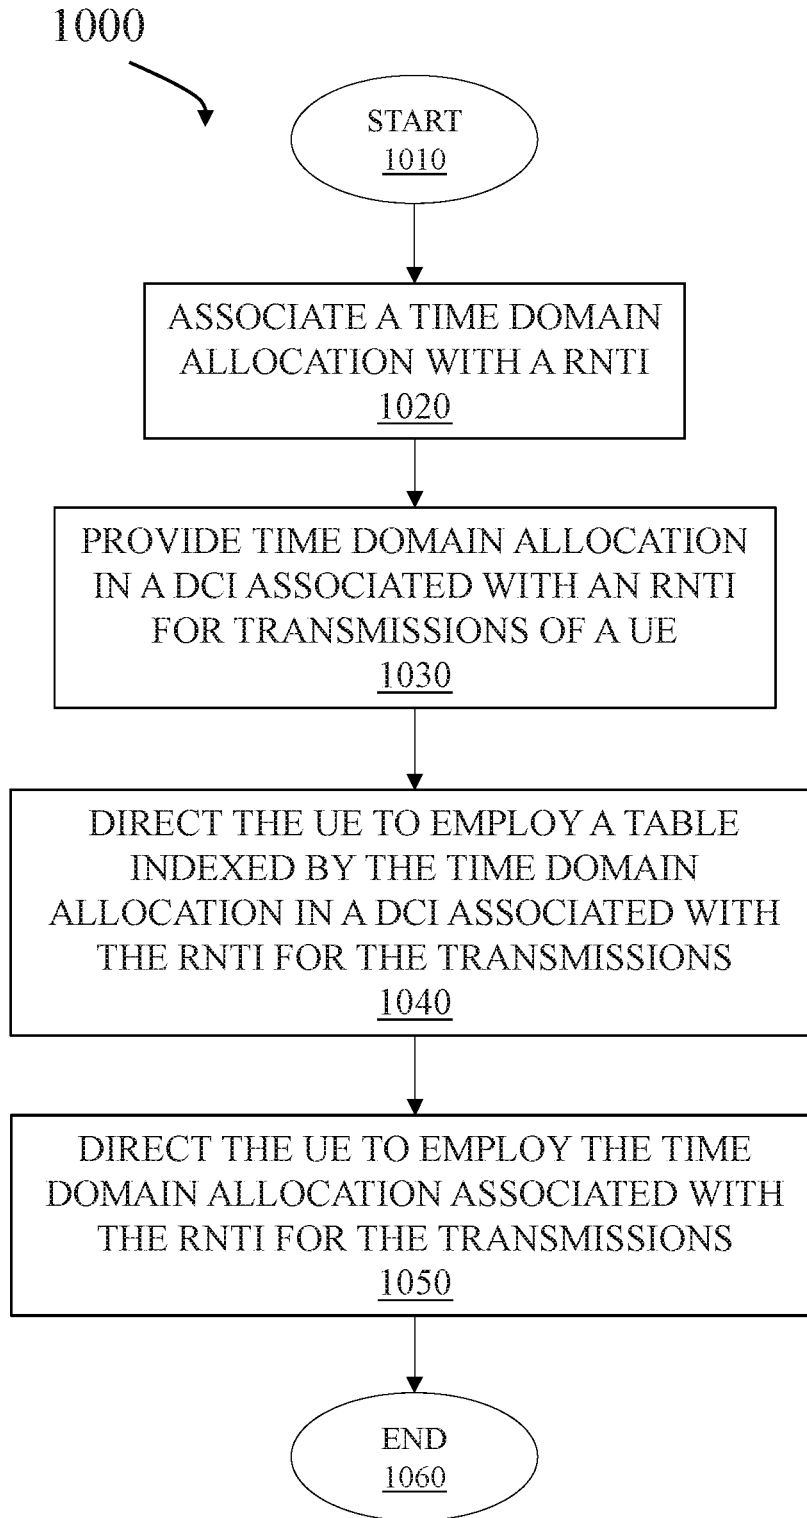 1000
START
1010
ASSOCIATE A TIME DOMAIN
ALLOCATION WITH A RNTI
1020
PROVIDE TIME DOMAIN ALLOCATION
IN A DCI ASSOCIATED WITH AN RNTI
FOR TRANSMISSIONS OF A UE
1030
DIRECT THE UE TO EMPLOY A TABLE
INDEXED BY THE TIME DOMAIN
ALLOCATION IN A DCI ASSOCIATED WITH
THE RNTI FOR THE TRANSMISSIONS
1040
DIRECT THE UE TO EMPLOY THE TIME
DOMAIN ALLOCATION ASSOCIATED WITH
THE RNTI FOR THE TRANSMISSIONS
1050
END
1060